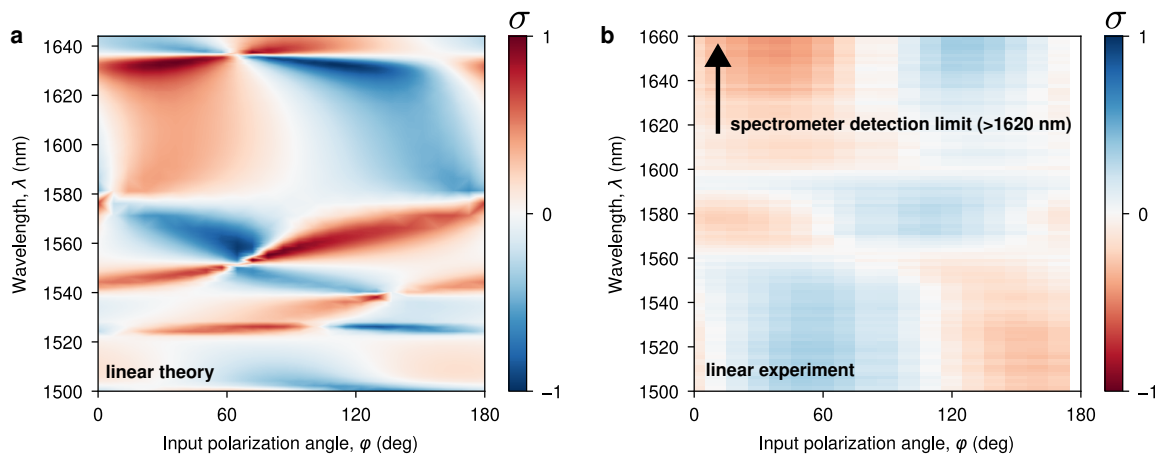 a
σ
1640
1620
1600
1580
1560
1540
1520
1500
Wavelength, λ (nm)
linear theory
0
60
120
180
Input polarization angle, φ (deg)
1
0
−1
b
σ
1660
1640
1620
1600
1580
1560
1540
1520
1500
Wavelength, λ (nm)
spectrometer detection limit (>1620 nm)
linear experiment
0
60
120
180
Input polarization angle, φ (deg)
1
0
−1